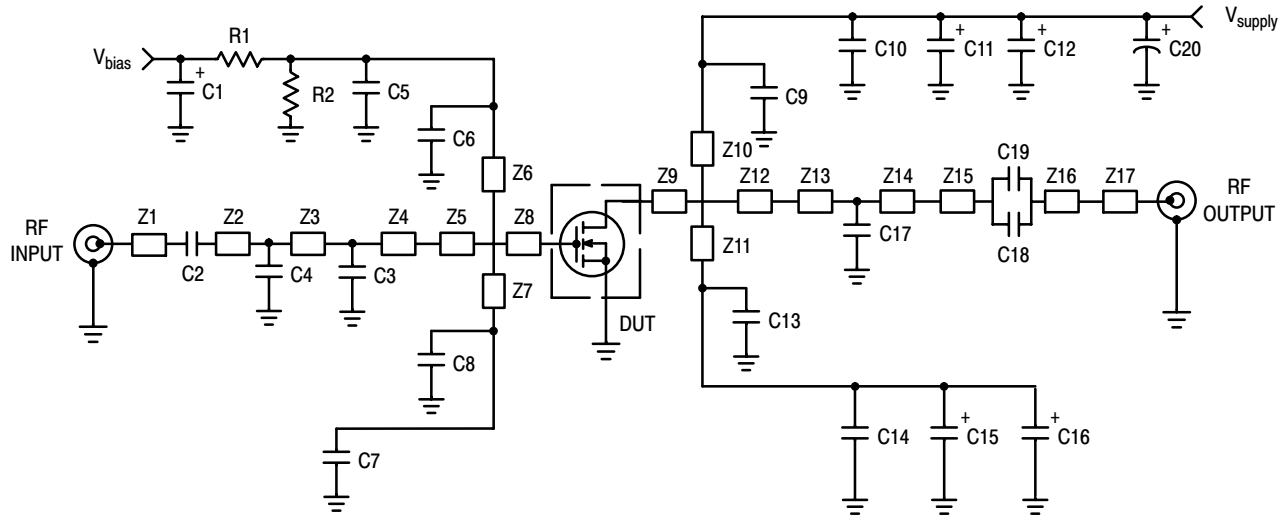 V_supply
V_bias
R1
+
C1
R2
C5
C6
C10
+
C11
+
C12
+
C20
C9
Z6
Z10
RF
INPUT
Z1
C2
Z2
C4
Z3
C3
Z4
Z5
Z8
Z7
DUT
Z9
Z12
Z13
C17
Z14
Z15
C19
C18
Z16
Z17
RF
OUTPUT
Z11
C8
C13
C7
C14
+
C15
+
C16